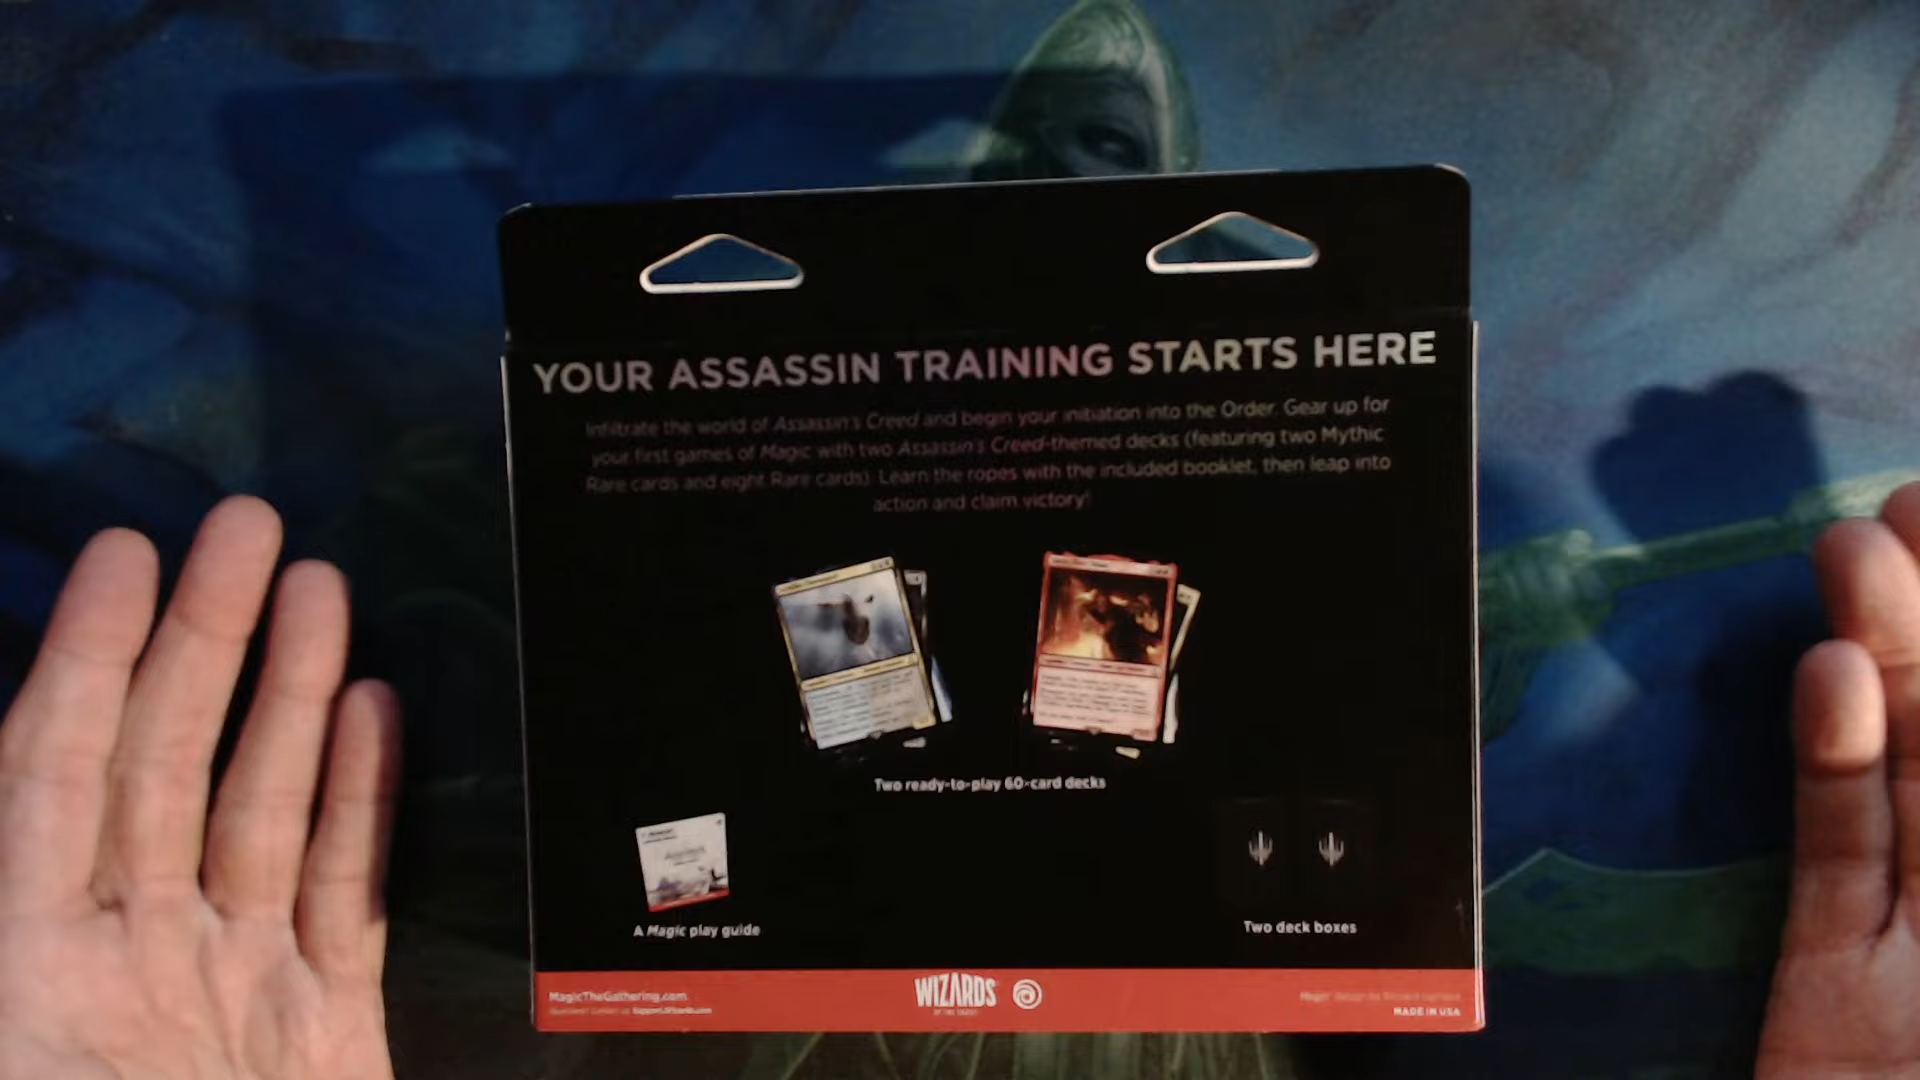 YOUR ASSASSIN TRAINING STARTS HERE
Infiltrate the world of Assassin's Creed and begin your initiation into the Order. Gear up for
your first games of Magic with two Assassin's Creed-themed decks (featuring two Mythic
Rare cards and eight Rare cards). Learn the ropes with the included booklet, then leap into
action and claim victory!
Two ready-to-play 60-card decks
A Magic play guide
Two deck boxes
MagicTheGathering.com
WIZARDS
OF THE COAST
MADE IN USA